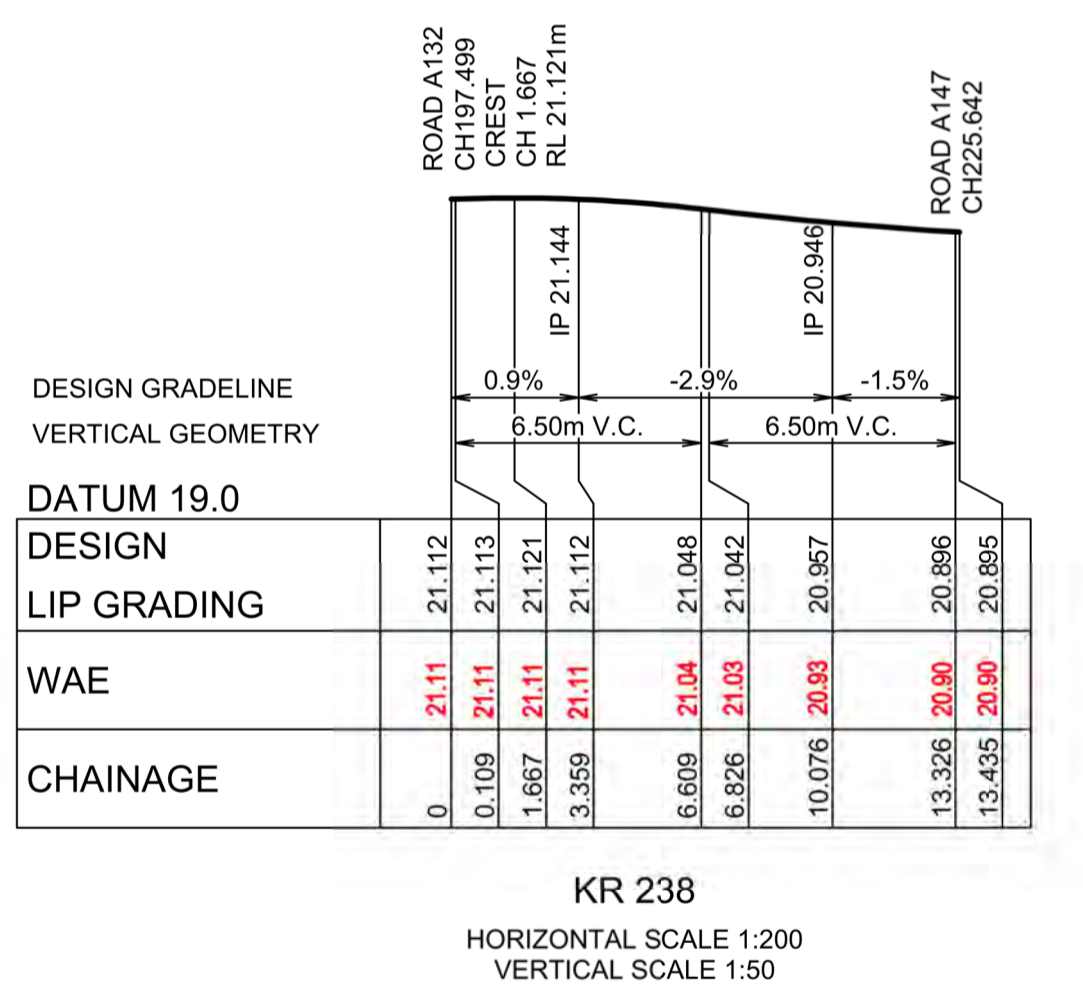 ROAD A132
CH197.499
CREST
CH 1.667
RL 21.121m
ROAD A147
CH225.642
IP 21.144
IP 20.946
DESIGN GRADELINE
0.9%
-2.9%
-1.5%
VERTICAL GEOMETRY
6.50m V.C.
6.50m V.C.
DATUM 19.0
DESIGN
LIP GRADING
21.112
21.113
21.121
21.112
21.048
21.042
20.957
20.896
20.895
WAE
21.11
21.11
21.11
21.11
21.04
21.03
20.93
20.90
20.90
CHAINAGE
0
0.109
1.667
3.359
6.609
6.826
10.076
13.326
13.435
KR 238
HORIZONTAL SCALE 1:200
VERTICAL SCALE 1:50